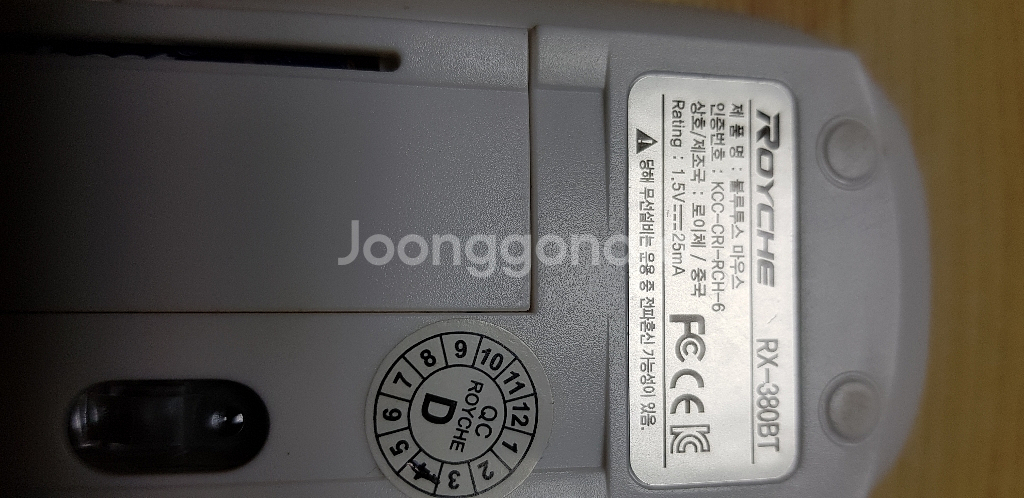 ROYCHE RX-380BT
제 품 명 : 블루투스 마우스
인증번호 : KCC-CRI-RCH-6
상호/제조국 : 로이체 / 중국
Rating : 1.5V 25mA
FC CE
당해 무선설비는 운용 중 전파혼신 가능성이 있음.
QC
ROYCHE
D
1 2 3 4 5 6 7 8 9 10 11 12